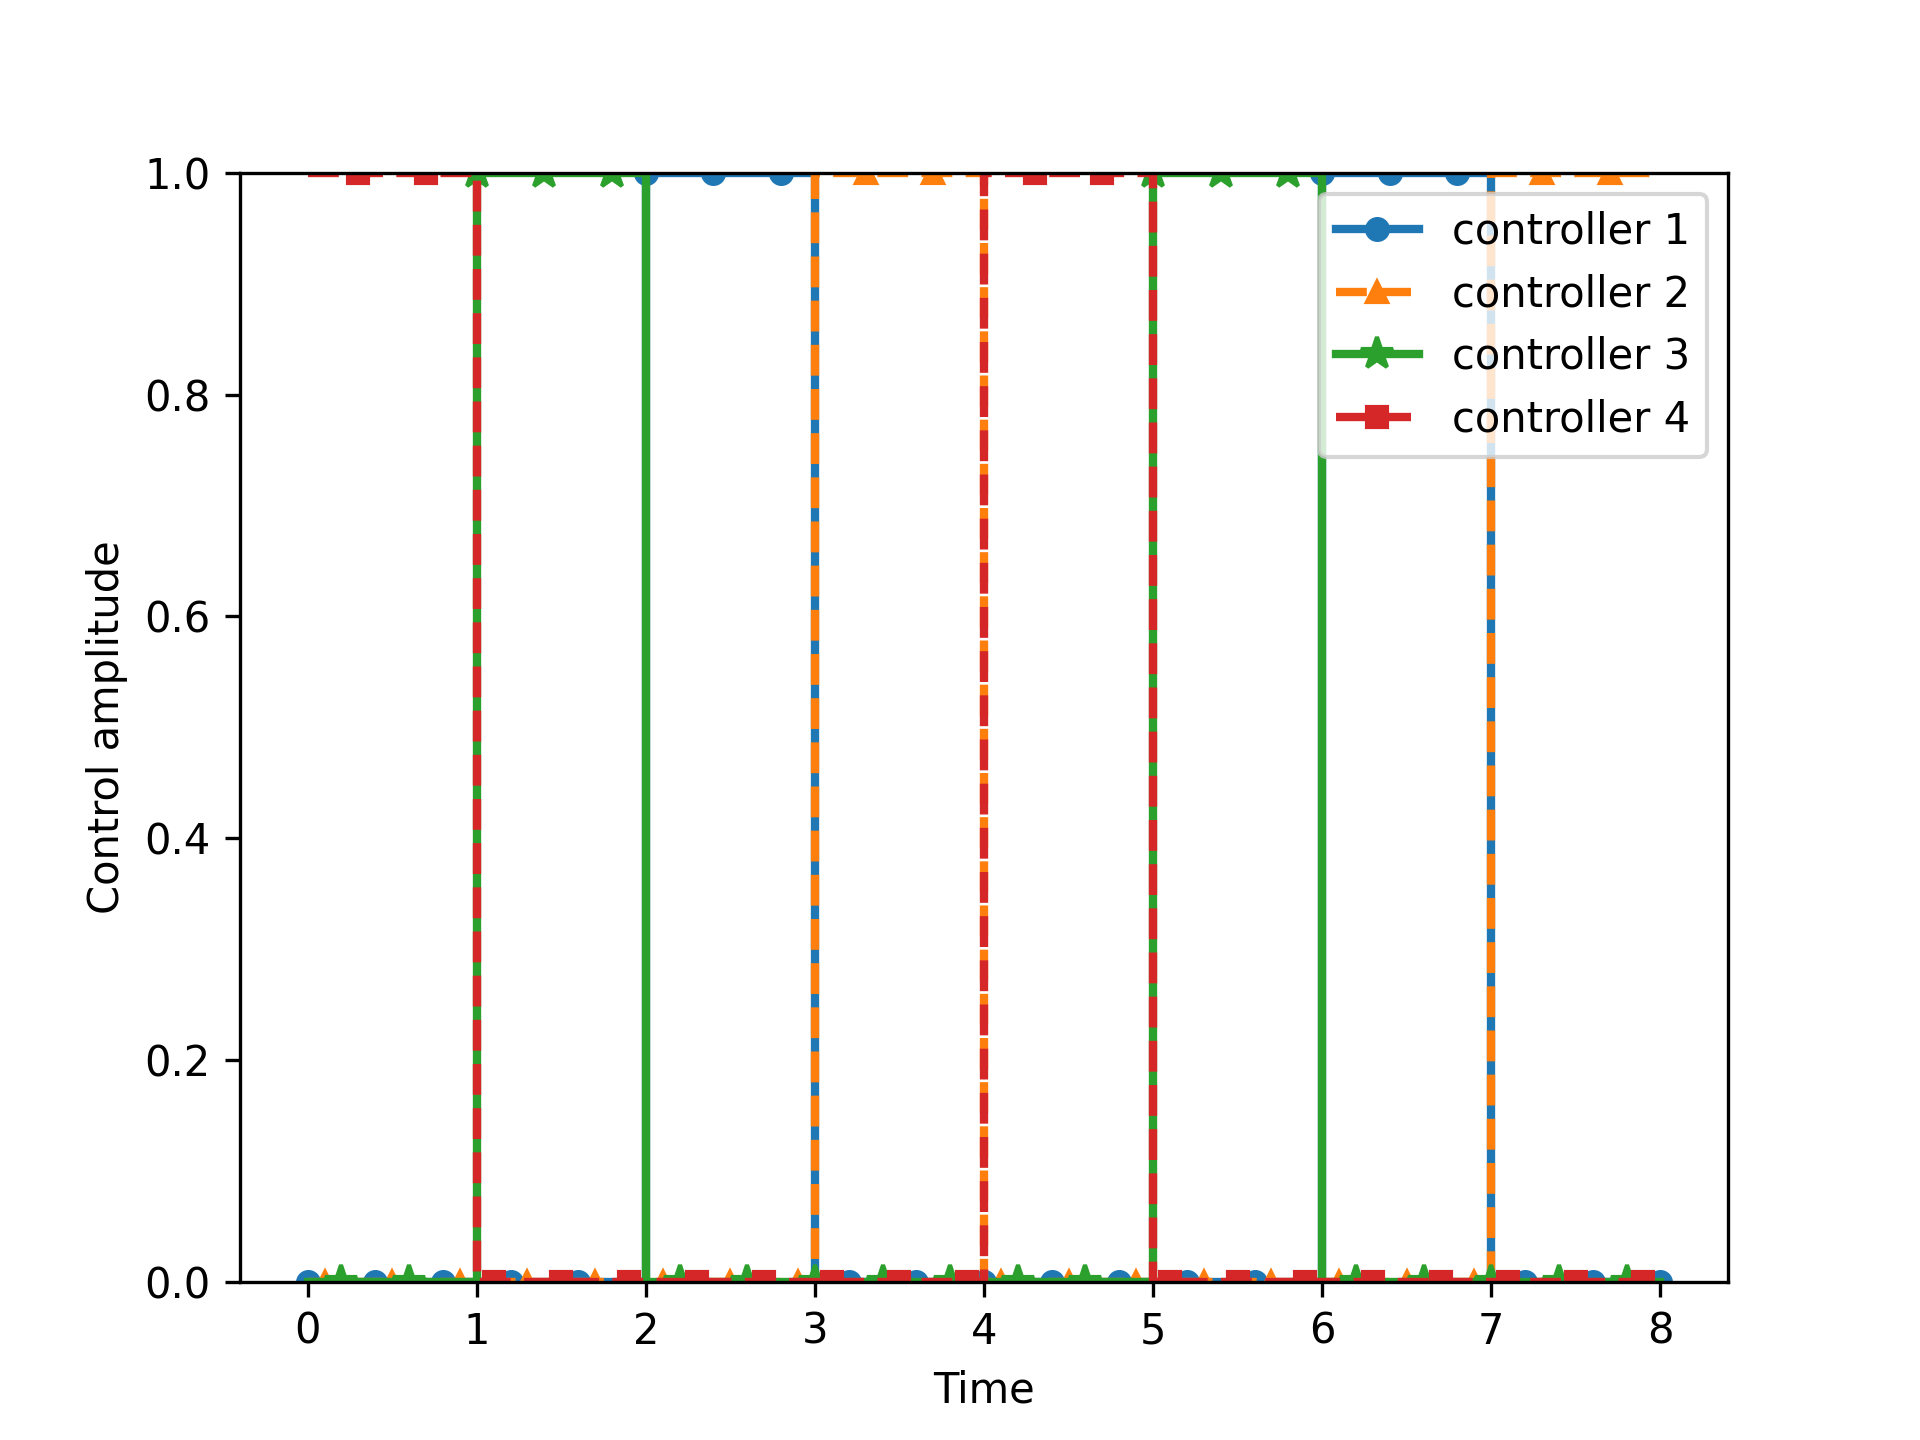 1.0
0.8
0.6
0.4
0.2
0.0
Control amplitude
controller 1
controller 2
controller 3
controller 4
0 1 2 3 4 5 6 7 8
Time